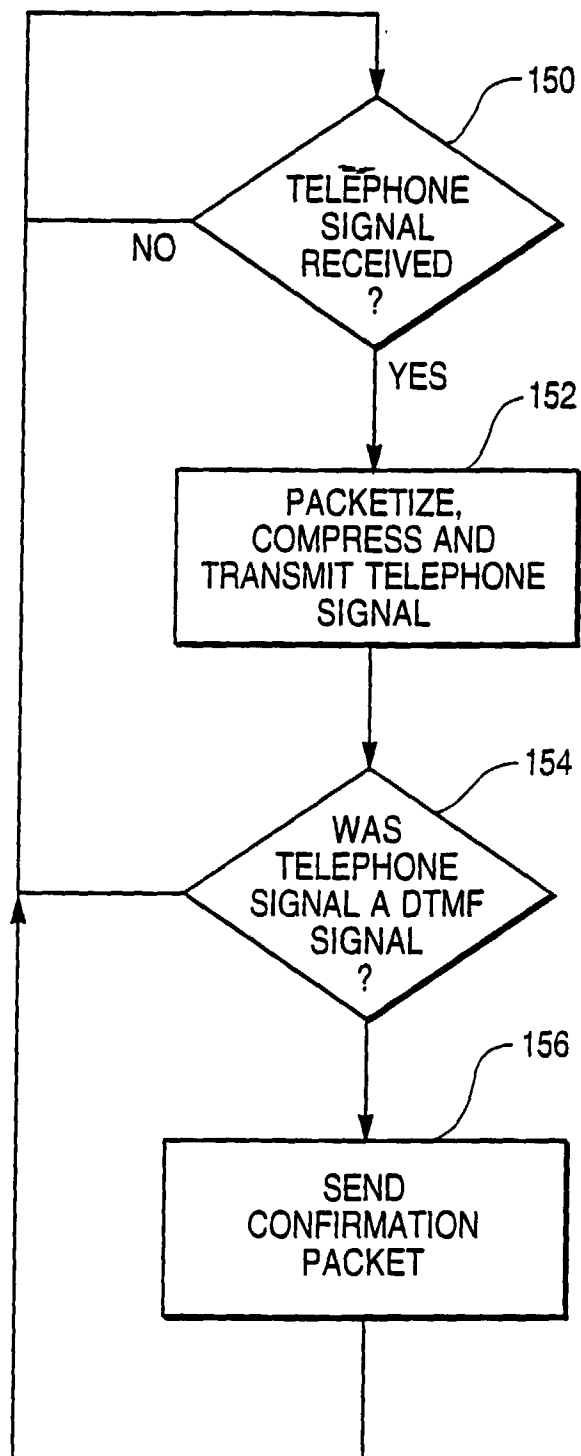 150
TELEPHONE
SIGNAL
RECEIVED
?
NO
YES
152
PACKETIZE,
COMPRESS AND
TRANSMIT TELEPHONE
SIGNAL
154
WAS
TELEPHONE
SIGNAL A DTMF
SIGNAL
?
156
SEND
CONFIRMATION
PACKET